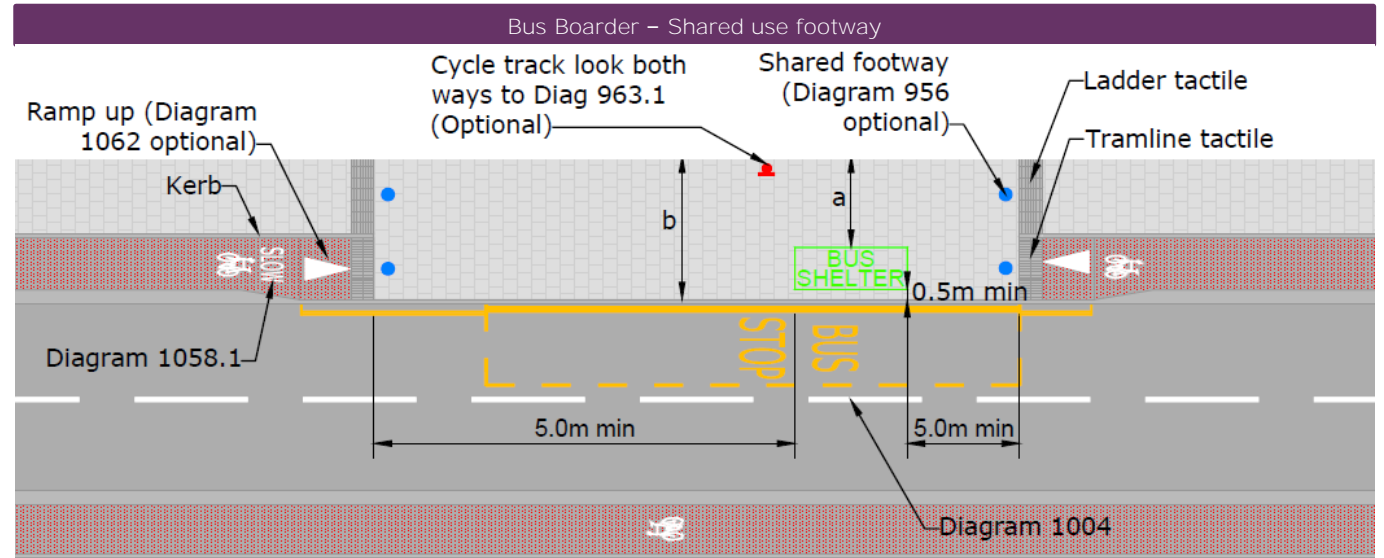 Bus Boarder – Shared use footway
Cycle track look both
ways to Diag 963.1
(Optional)
Shared footway
(Diagram 956
optional)
Ladder tactile
Ramp up (Diagram
1062 optional)
Tramline tactile
Kerb
a
b
SLOW
BUS
SHELTER
0.5m min
BUS
STOP
Diagram 1058.1
5.0m min
5.0m min
Diagram 1004